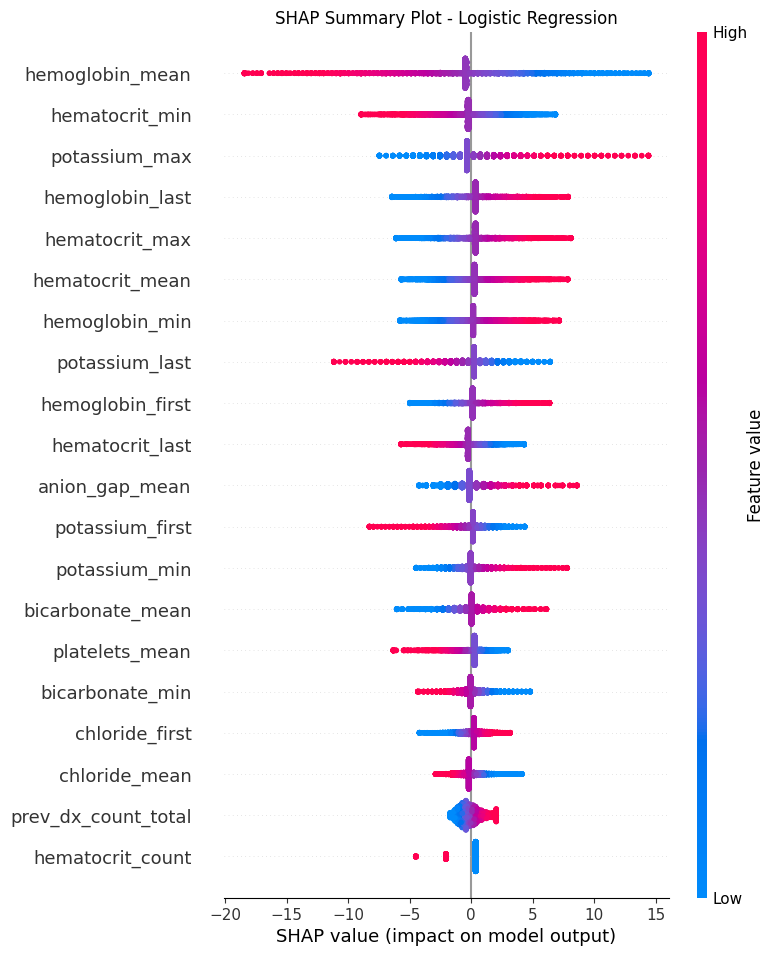 SHAP Summary Plot - Logistic Regression
High
hemoglobin_mean
hematocrit_min
potassium_max
hemoglobin_last
hematocrit_max
hematocrit_mean
hemoglobin_min
potassium_last
hemoglobin_first
hematocrit_last
anion_gap_mean
potassium_first
potassium_min
bicarbonate_mean
platelets_mean
bicarbonate_min
chloride_first
chloride_mean
prev_dx_count_total
hematocrit_count
Feature value
Low
−20 −15 −10 −5 0 5 10 15
SHAP value (impact on model output)